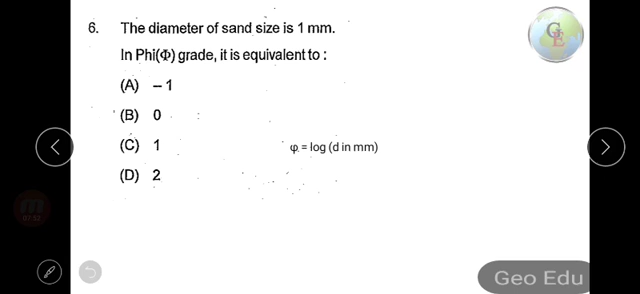 6. The diameter of sand size is 1 mm.
In Phi(Φ) grade, it is equivalent to :
(A) – 1
(B) 0
(C) 1
φ = log (d in mm)
(D) 2
GE
Geo Edu